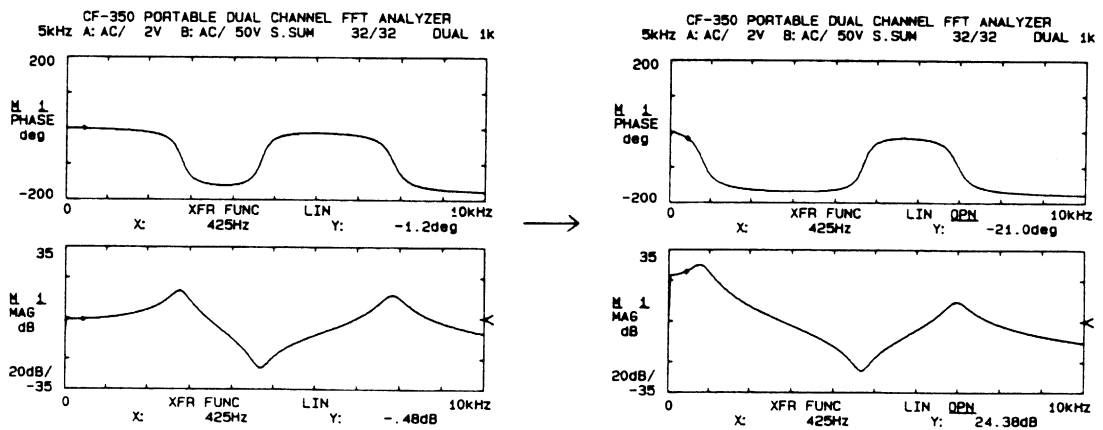 CF-350 PORTABLE DUAL CHANNEL FFT ANALYZER
5kHz A: AC/ 2V B: AC/ 50V S.SUM 32/32 DUAL 1k
200
M 1
PHASE
deg
-200
0 XFR FUNC LIN 10kHz
X: 425Hz Y: -1.2deg
35
M 1
MAG
dB
20dB/
-35
0 XFR FUNC LIN 10kHz
X: 425Hz Y: -.48dB
CF-350 PORTABLE DUAL CHANNEL FFT ANALYZER
5kHz A: AC/ 2V B: AC/ 50V S.SUM 32/32 DUAL 1k
200
M 1
PHASE
deg
-200
0 XFR FUNC LIN OPN 10kHz
X: 425Hz Y: -21.0deg
35
M 1
MAG
dB
20dB/
-35
0 XFR FUNC LIN OPN 10kHz
X: 425Hz Y: 24.38dB